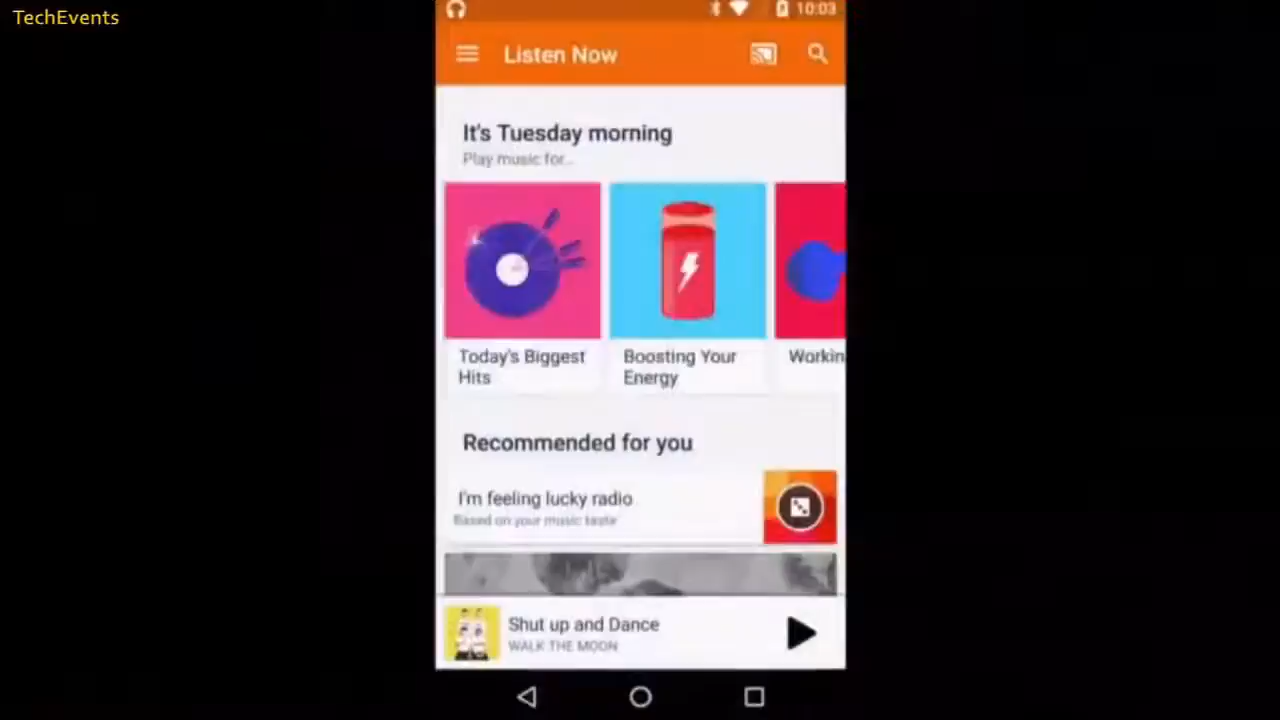 TechEvents
10:03
Listen Now
It's Tuesday morning
Play music for...
Today's Biggest
Hits
Boosting Your
Energy
Workin
Recommended for you
I'm feeling lucky radio
Based on your music taste
Shut up and Dance
WALK THE MOON